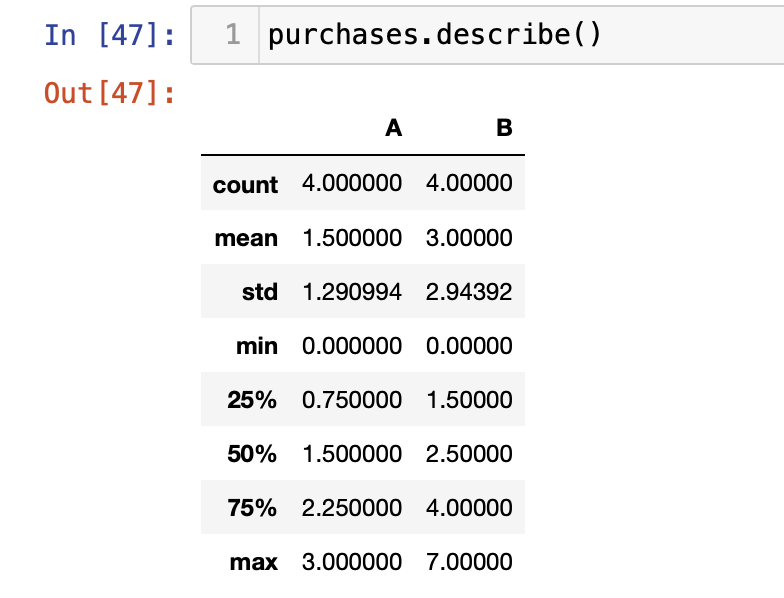 In [47]: 1 purchases.describe()
Out[47]:
A B
count 4.000000 4.00000
mean 1.500000 3.00000
std 1.290994 2.94392
min 0.000000 0.00000
25% 0.750000 1.50000
50% 1.500000 2.50000
75% 2.250000 4.00000
max 3.000000 7.00000